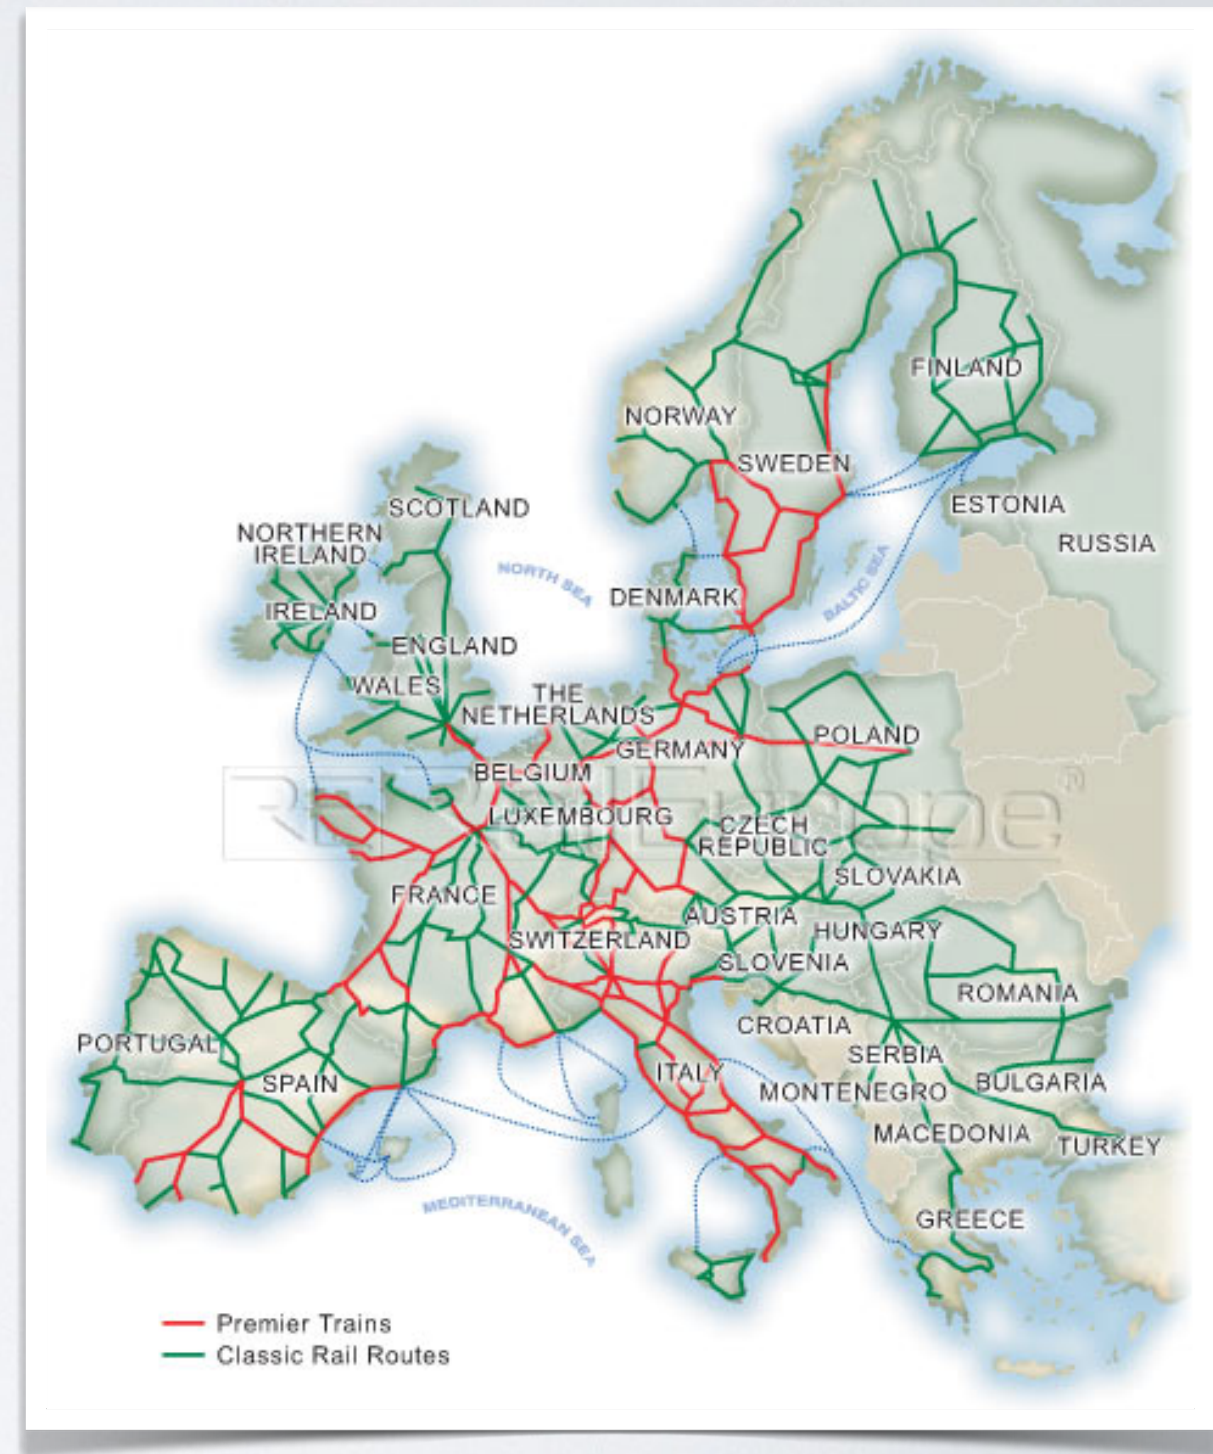 FINLAND
NORWAY
SWEDEN
SCOTLAND
ESTONIA
NORTHERN
IRELAND
RUSSIA
NORTH SEA
BALTIC SEA
DENMARK
IRELAND
ENGLAND
WALES
THE
NETHERLANDS
POLAND
GERMANY
BELGIUM
RE RailEurope®
LUXEMBOURG
CZECH
REPUBLIC
SLOVAKIA
FRANCE
AUSTRIA
HUNGARY
SWITZERLAND
SLOVENIA
ROMANIA
CROATIA
PORTUGAL
SERBIA
ITALY
SPAIN
BULGARIA
MONTENEGRO
MACEDONIA
TURKEY
MEDITERRANEAN SEA
GREECE
Premier Trains
Classic Rail Routes